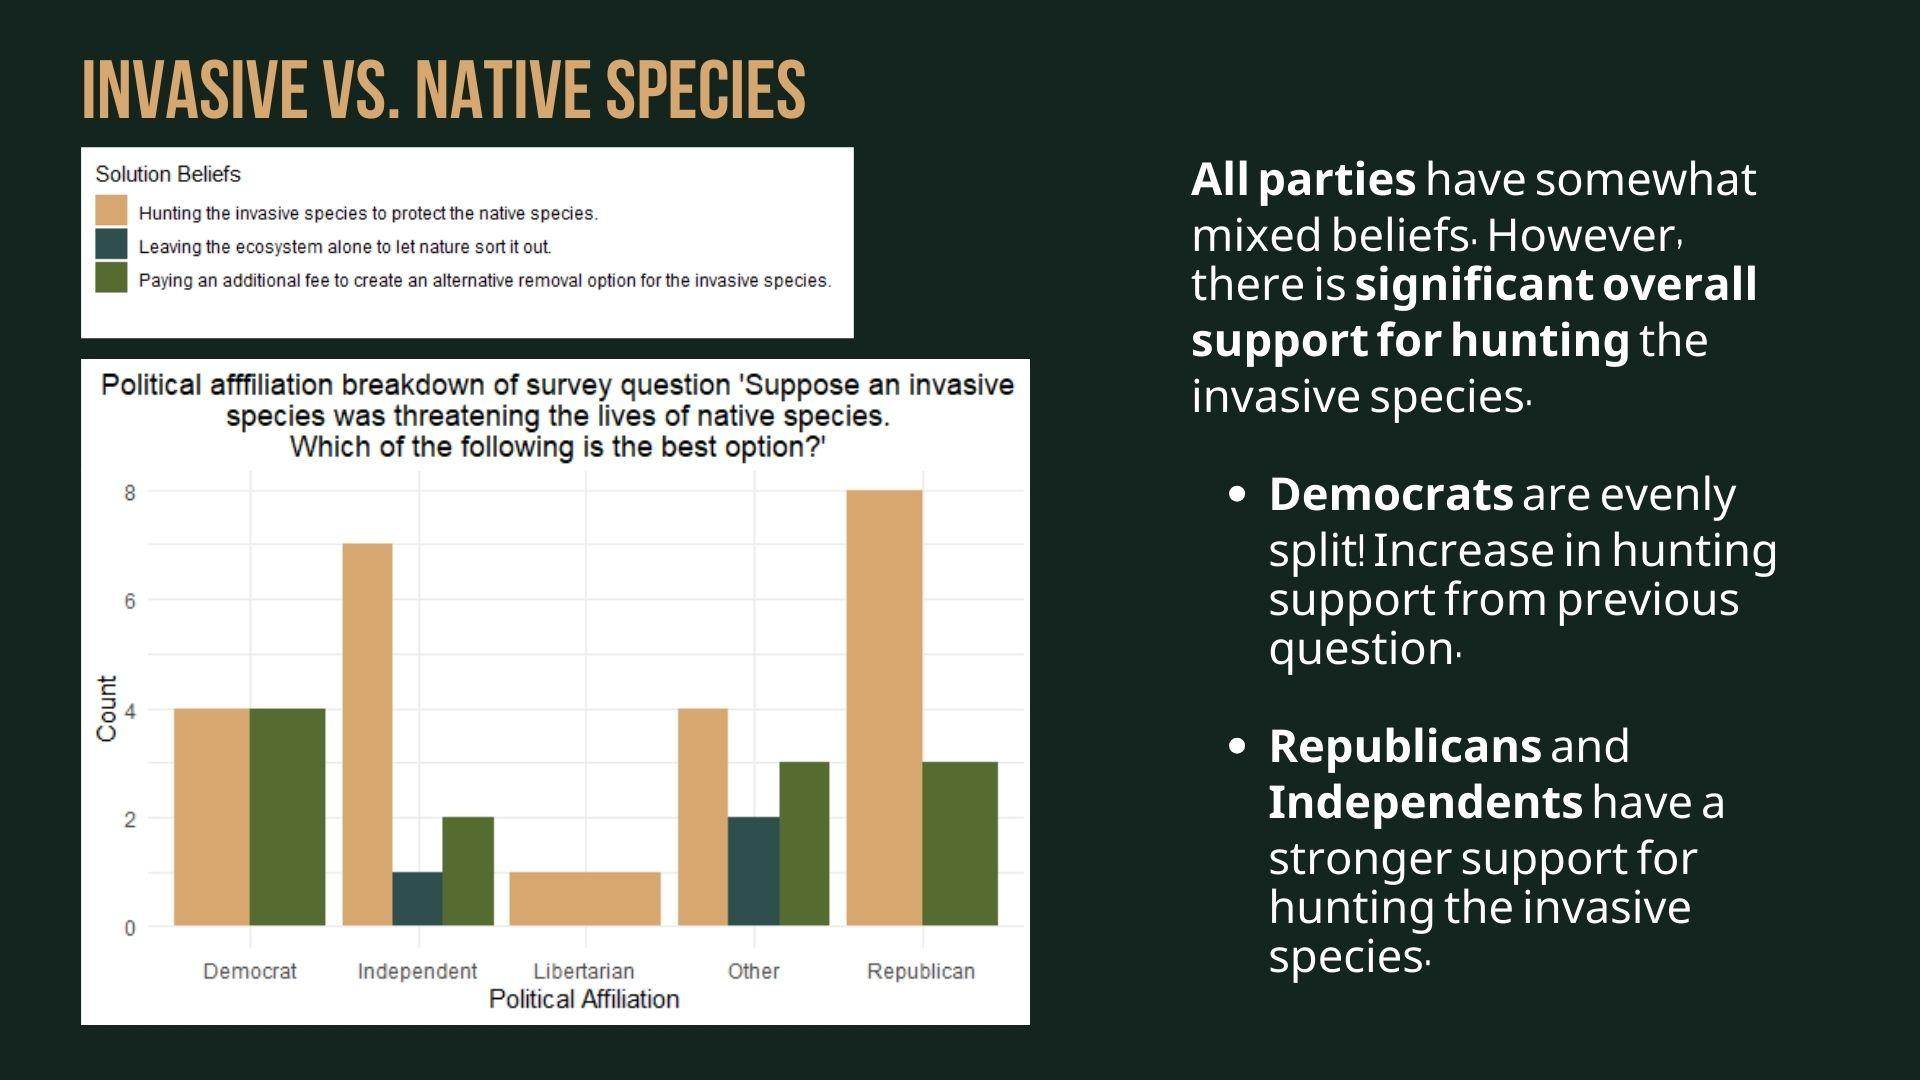 INVASIVE VS. NATIVE SPECIES
Solution Beliefs
Hunting the invasive species to protect the native species.
Leaving the ecosystem alone to let nature sort it out.
Paying an additional fee to create an alternative removal option for the invasive species.
Political afffiliation breakdown of survey question 'Suppose an invasive
species was threatening the lives of native species.
Which of the following is the best option?'
8
6
4
2
0
Count
Democrat Independent Libertarian Other Republican
Political Affiliation
All parties have somewhat
mixed beliefs. However,
there is significant overall
support for hunting the
invasive species.
• Democrats are evenly
split! Increase in hunting
support from previous
question.
• Republicans and
Independents have a
stronger support for
hunting the invasive
species.